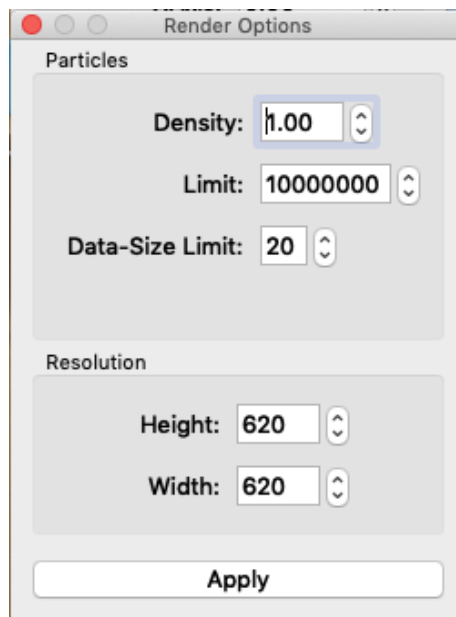 Render Options
Particles
Density: 1.00
Limit: 10000000
Data-Size Limit: 20
Resolution
Height: 620
Width: 620
Apply